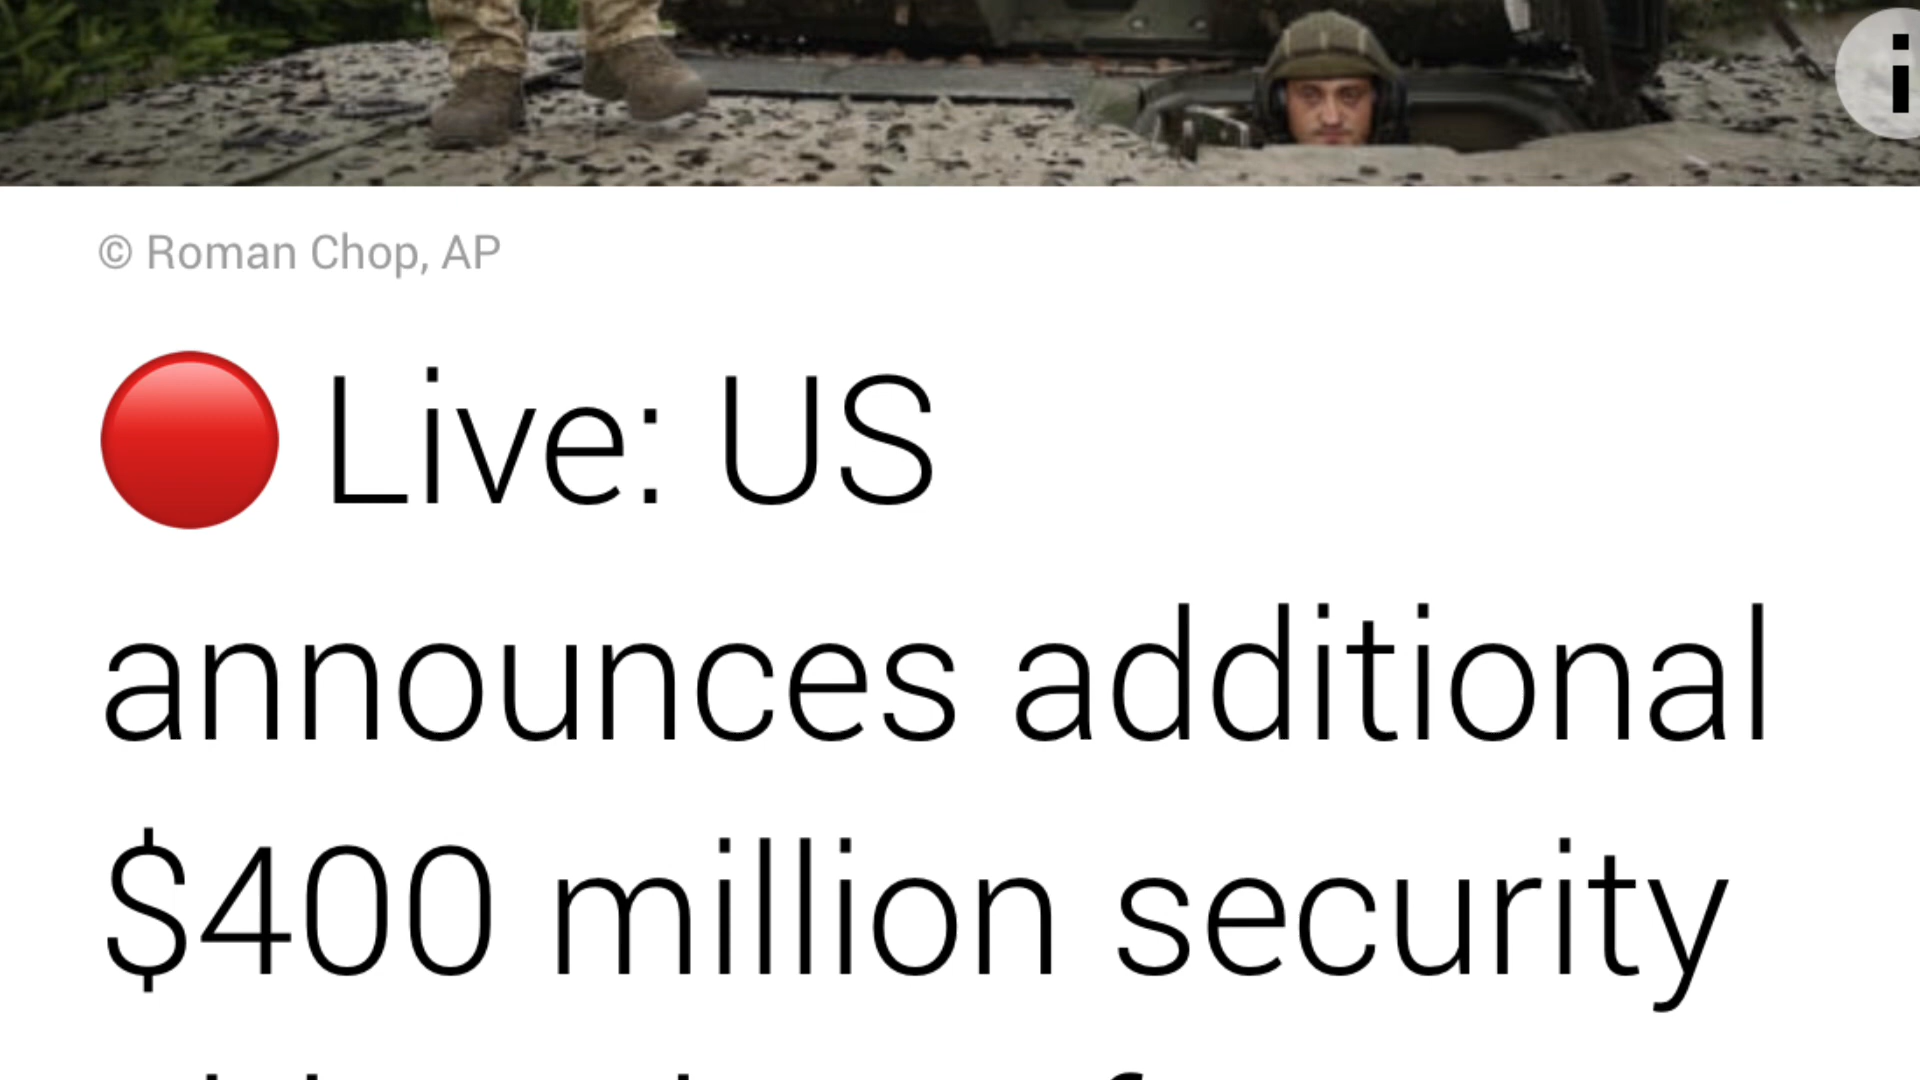 i
© Roman Chop, AP
🔴 Live: US
announces additional
$400 million security